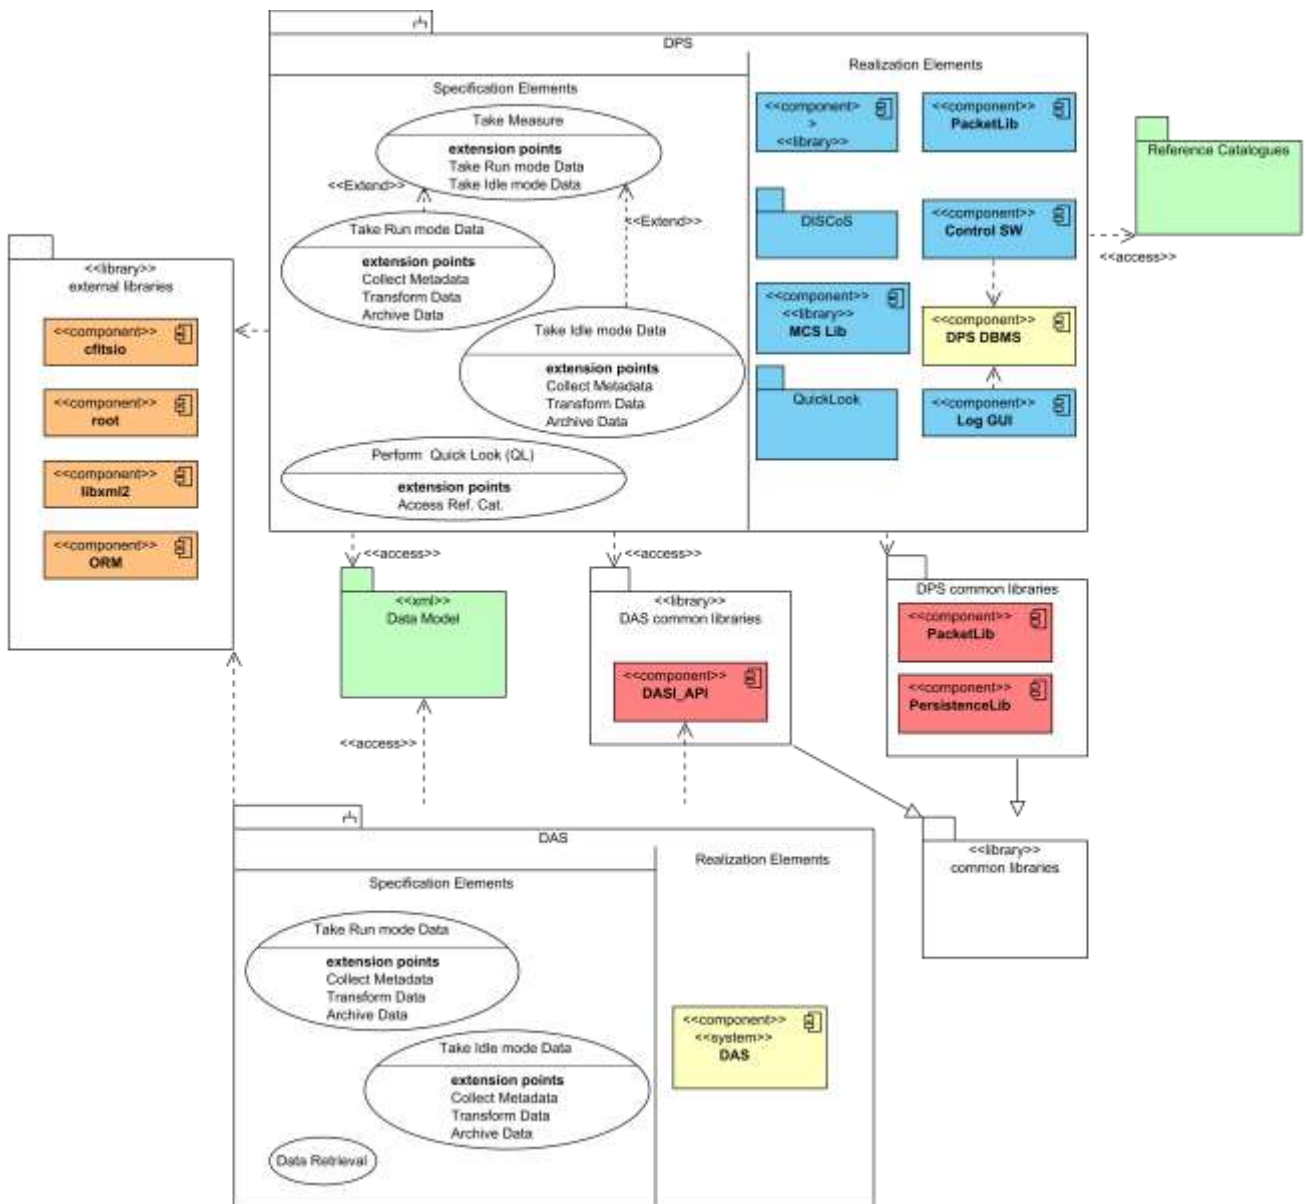 DPS
Specification Elements
Take Measure
extension points
Take Run mode Data
Take Idle mode Data
<<Extend>>
<<Extend>>
Take Run mode Data
extension points
Collect Metadata
Transform Data
Archive Data
Take Idle mode Data
extension points
Collect Metadata
Transform Data
Archive Data
Perform Quick Look (QL)
extension points
Access Ref. Cat.
Realization Elements
<<component>
>
<<library>>
<<component>>
PacketLib
DISCoS
<<component>>
Control SW
<<component>>
<<library>>
MCS Lib
<<component>>
DPS DBMS
QuickLook
<<component>>
Log GUI
Reference Catalogues
<<access>>
<<library>>
external libraries
<<component>>
cfitsio
<<component>>
root
<<component>>
libxml2
<<component>>
ORM
<<access>>
<<xml>>
Data Model
<<access>>
<<access>>
<<library>>
DAS common libraries
<<component>>
DASI_API
DPS common libraries
<<component>>
PacketLib
<<component>>
PersistenceLib
<<library>>
common libraries
DAS
Specification Elements
Take Run mode Data
extension points
Collect Metadata
Transform Data
Archive Data
Take Idle mode Data
extension points
Collect Metadata
Transform Data
Archive Data
Data Retrieval
Realization Elements
<<component>>
<<system>>
DAS